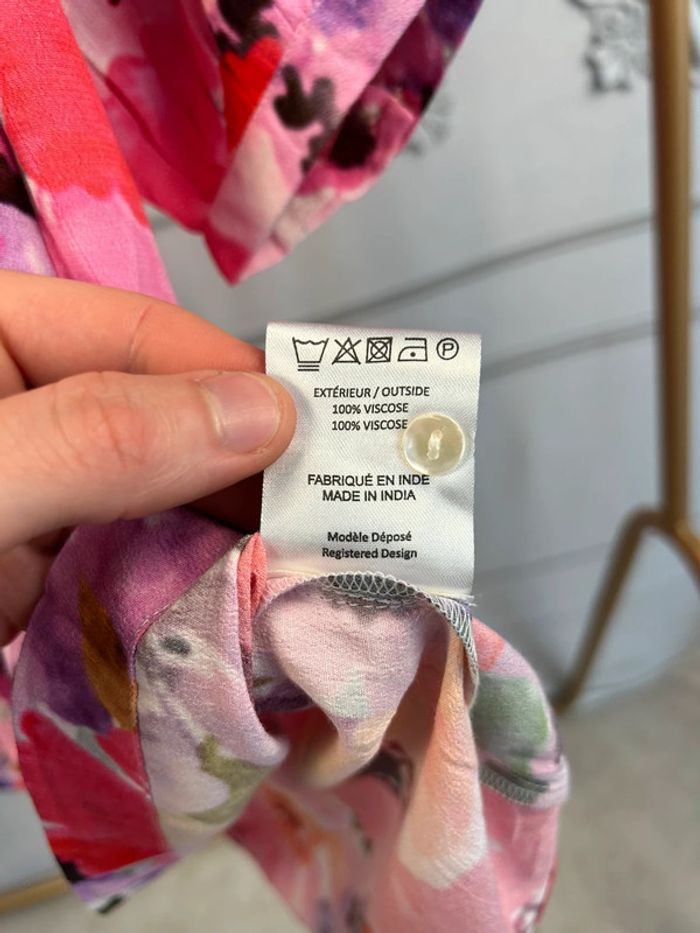 P
EXTÉRIEUR / OUTSIDE
100% VISCOSE
100% VISCOSE
FABRIQUÉ EN INDE
MADE IN INDIA
Modèle Déposé
Registered Design